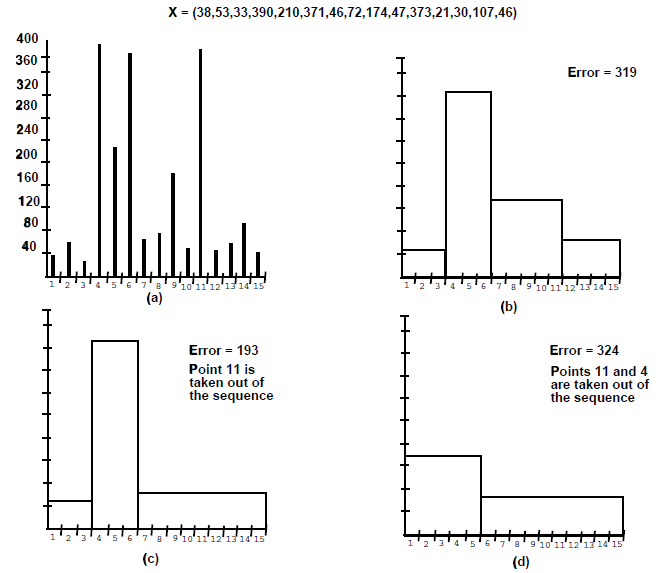 X = (38,53,33,390,210,371,46,72,174,47,373,21,30,107,46)
400
360
320
280
240
200
160
120
80
40
1 2 3 4 5 6 7 8 9 10 11 12 13 14 15
(a)
Error = 319
1 2 3 4 5 6 7 8 9 10 11 12 13 14 15
(b)
Error = 193
Point 11 is
taken out of
the sequence
1 2 3 4 5 6 7 8 9 10 11 12 13 14 15
(c)
Error = 324
Points 11 and 4
are taken out of
the sequence
1 2 3 4 5 6 7 8 9 10 11 12 13 14 15
(d)